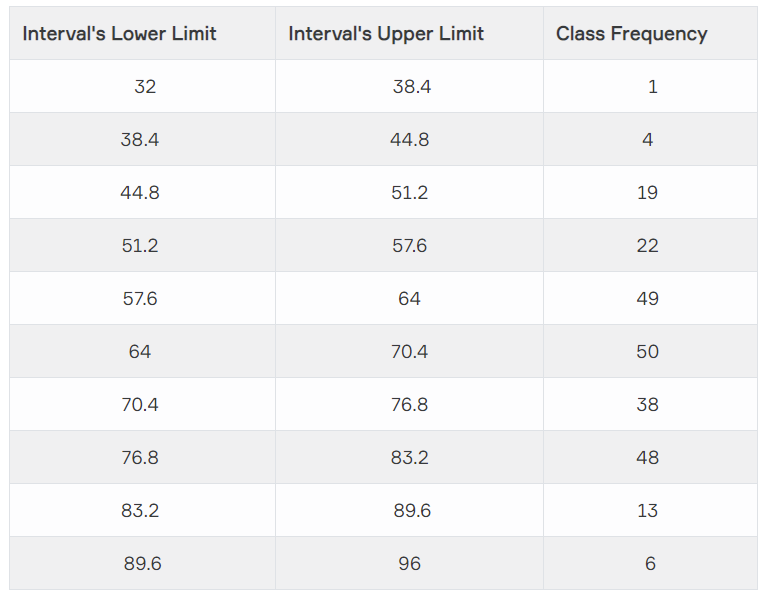 Interval's Lower Limit Interval's Upper Limit Class Frequency
32 38.4 1
38.4 44.8 4
44.8 51.2 19
51.2 57.6 22
57.6 64 49
64 70.4 50
70.4 76.8 38
76.8 83.2 48
83.2 89.6 13
89.6 96 6